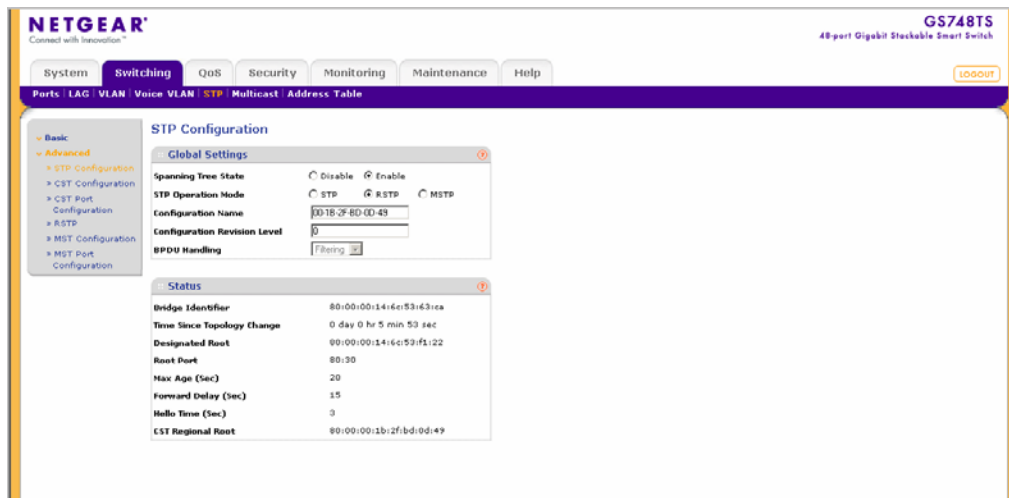 NETGEAR®
Connect with Innovation™
GS748TS
48-port Gigabit Stackable Smart Switch
System Switching QoS Security Monitoring Maintenance Help
LOGOUT
Ports | LAG | VLAN | Voice VLAN | STP | Multicast | Address Table
Basic
Advanced
» STP Configuration
» CST Configuration
» CST Port
Configuration
» RSTP
» MST Configuration
» MST Port
Configuration
STP Configuration
Global Settings
Spanning Tree State Disable Enable
STP Operation Mode STP RSTP MSTP
Configuration Name 00-1B-2F-BD-0D-49
Configuration Revision Level 0
BPDU Handling Filtering
Status
Bridge Identifier 80:00:00:14:6c:53:63:ca
Time Since Topology Change 0 day 0 hr 5 min 53 sec
Designated Root 80:00:00:14:6c:53:f1:22
Root Port 80:30
Max Age (Sec) 20
Forward Delay (Sec) 15
Hello Time (Sec) 3
CST Regional Root 80:00:00:1b:2f:bd:0d:49